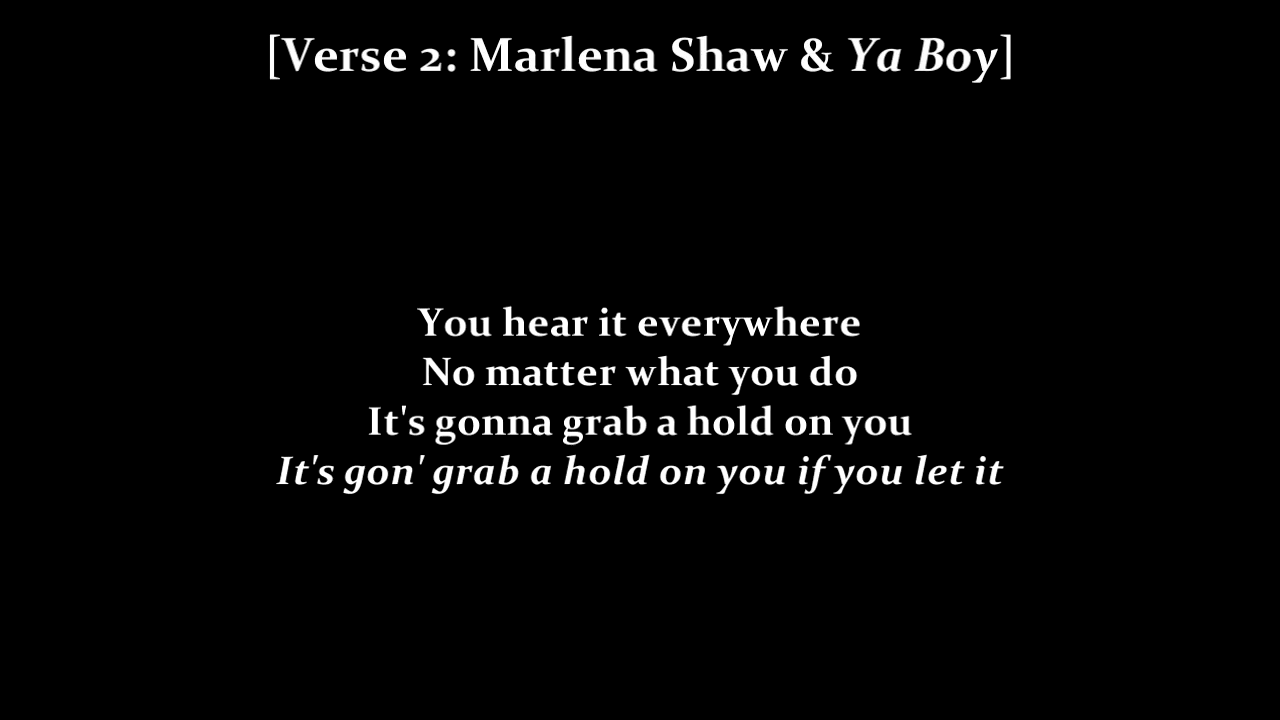 [Verse 2: Marlena Shaw & Ya Boy]
You hear it everywhere
No matter what you do
It's gonna grab a hold on you
It's gon' grab a hold on you if you let it